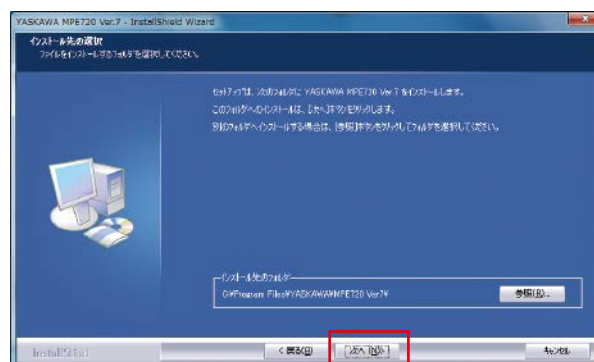 YASKAWA MPE720 Ver.7 - InstallShield Wizard
インストール先の選択
ファイルをインストールするフォルダを選択してください。
セットアップは、次のフォルダに YASKAWA MPE720 Ver.7 をインストールします。
このフォルダへのインストールは、[次へ]ボタンをクリックします。
別のフォルダへインストールする場合は、[参照]ボタンをクリックしてフォルダを選択してください。
インストール先のフォルダ
C:¥Program Files¥YASKAWA¥MPE720 Ver7¥
参照(R)...
InstallShield
< 戻る(B)
次へ(N) >
キャンセル